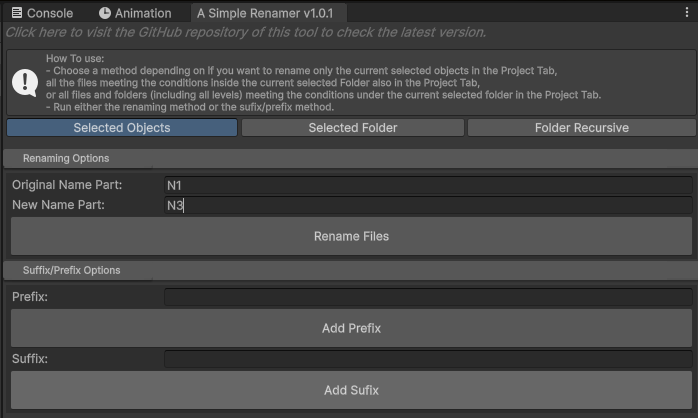 Console Animation A Simple Renamer v1.0.1
Click here to visit the GitHub repository of this tool to check the latest version.
How To use:
- Choose a method depending on if you want to rename only the current selected objects in the Project Tab,
all the files meeting the conditions inside the current selected Folder also in the Project Tab,
or all files and folders (including all levels) meeting the conditions under the current selected folder in the Project Tab.
- Run either the renaming method or the sufix/prefix method.
Selected Objects Selected Folder Folder Recursive
Renaming Options
Original Name Part: N1
New Name Part: N3
Rename Files
Suffix/Prefix Options
Prefix:
Add Prefix
Suffix:
Add Sufix